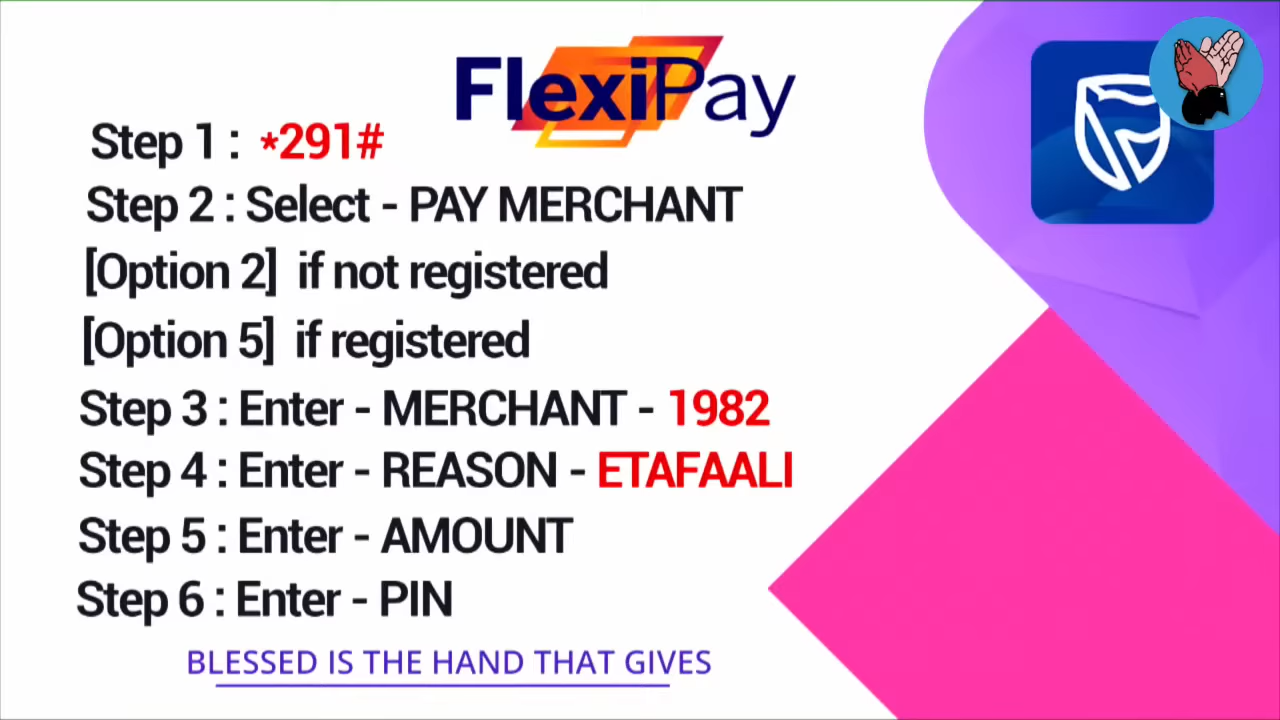 FlexiPay
Step 1 : *291#
Step 2 : Select - PAY MERCHANT
[Option 2] if not registered
[Option 5] if registered
Step 3 : Enter - MERCHANT - 1982
Step 4 : Enter - REASON - ETAFAALI
Step 5 : Enter - AMOUNT
Step 6 : Enter - PIN
BLESSED IS THE HAND THAT GIVES